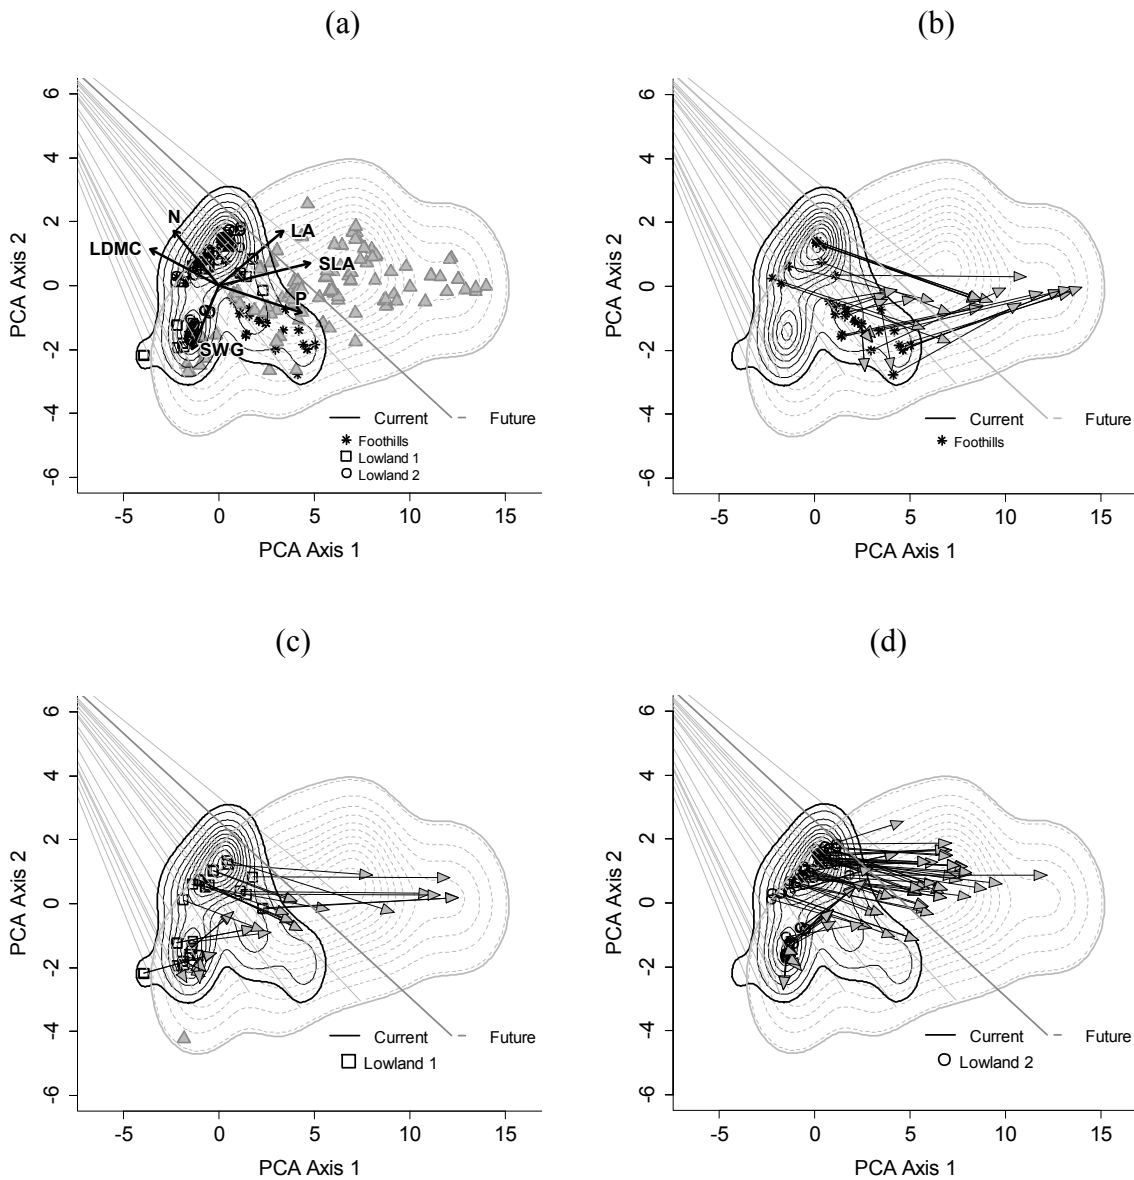 (a)
6
4
2
0
-2
-4
-6
PCA Axis 2
N
LDMC
LA
SLA
P
SWG
Current
Future
Foothills
Lowland 1
Lowland 2
-5 0 5 10 15
PCA Axis 1
(b)
6
4
2
0
-2
-4
-6
PCA Axis 2
Current
Future
Foothills
-5 0 5 10 15
PCA Axis 1
(c)
6
4
2
0
-2
-4
-6
PCA Axis 2
Current
Future
Lowland 1
-5 0 5 10 15
PCA Axis 1
(d)
6
4
2
0
-2
-4
-6
PCA Axis 2
Current
Future
Lowland 2
-5 0 5 10 15
PCA Axis 1